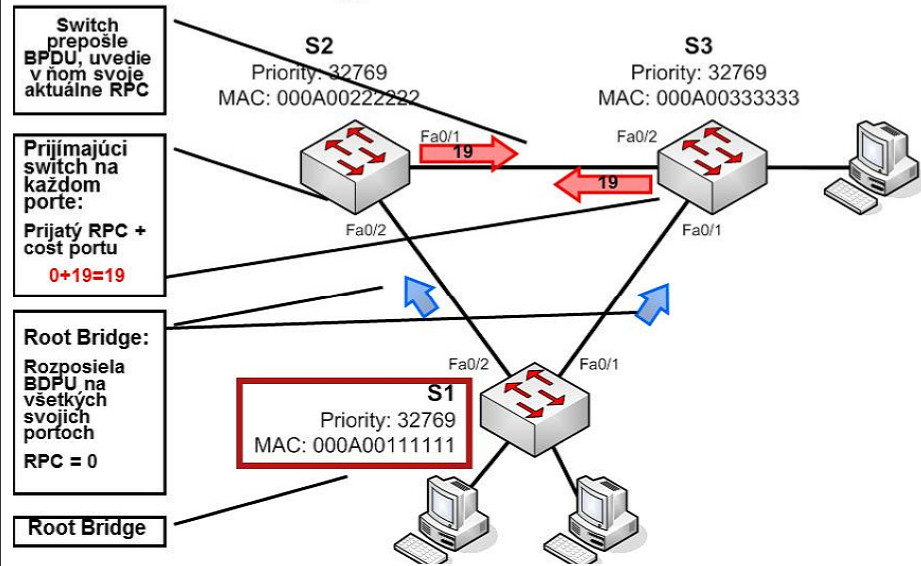 Switch
prepošle
BPDU, uvedie
v ňom svoje
aktuálne RPC
Prijímajúci
switch na
každom
porte:
Prijatý RPC +
cost portu
0+19=19
Root Bridge:
Rozposiela
BDPU na
všetkých
svojich
portoch
RPC = 0
Root Bridge
S2
Priority: 32769
MAC: 000A00222222
S3
Priority: 32769
MAC: 000A00333333
Fa0/1
19
Fa0/2
19
Fa0/2
Fa0/1
Fa0/2
Fa0/1
S1
Priority: 32769
MAC: 000A00111111